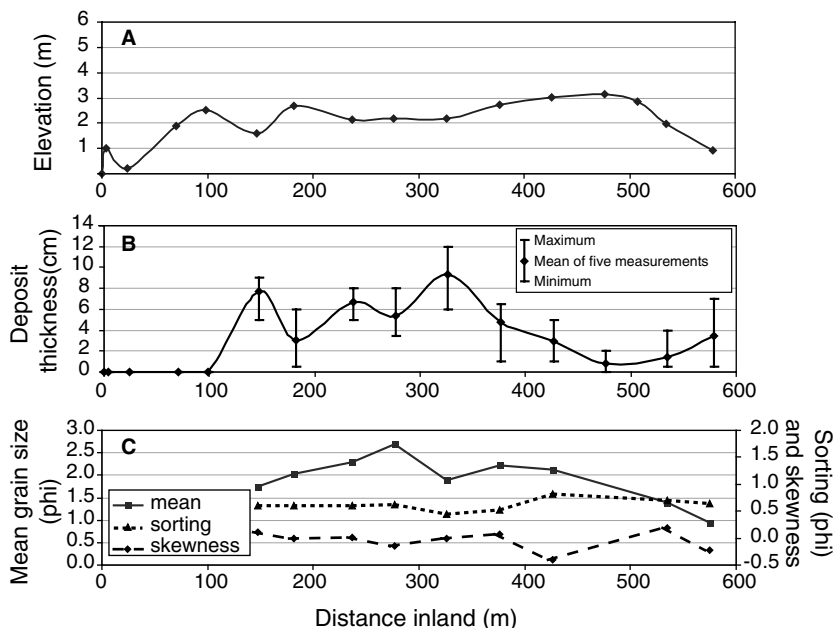 A
Elevation (m)
6
5
4
3
2
1
0
0 100 200 300 400 500 600
B
Deposit
thickness(cm)
14
12
10
8
6
4
2
0
Maximum
Mean of five measurements
Minimum
0 100 200 300 400 500 600
C
Mean grain size
(phi)
3.0
2.5
2.0
1.5
1.0
0.5
0.0
mean
sorting
skewness
2.0
1.5
1.0
0.5
0.0
-0.5
Sorting (phi)
and skewness
0 100 200 300 400 500 600
Distance inland (m)